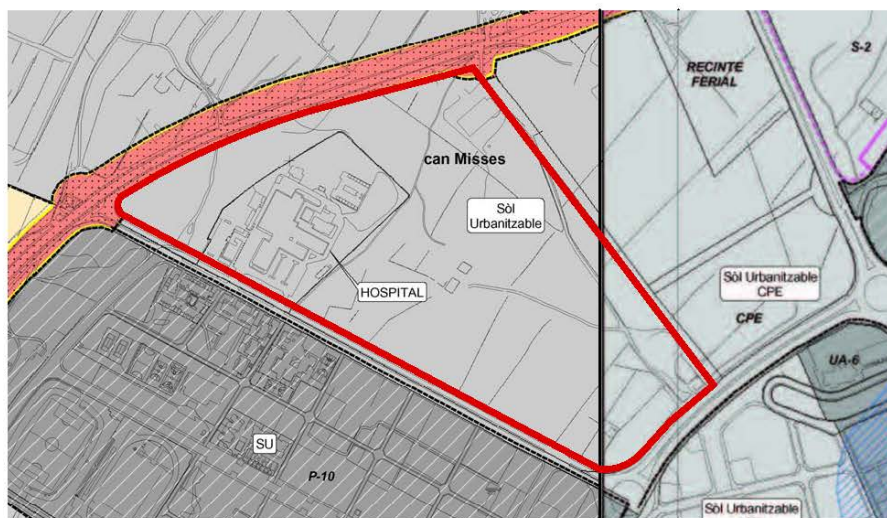 S-2
RECINTE
FERIAL
can Misses
Sòl
Urbanitzable
Sòl Urbanitzable
CPE
HOSPITAL
CPE
UA-6
SU
P-10
Sòl Urbanitzable